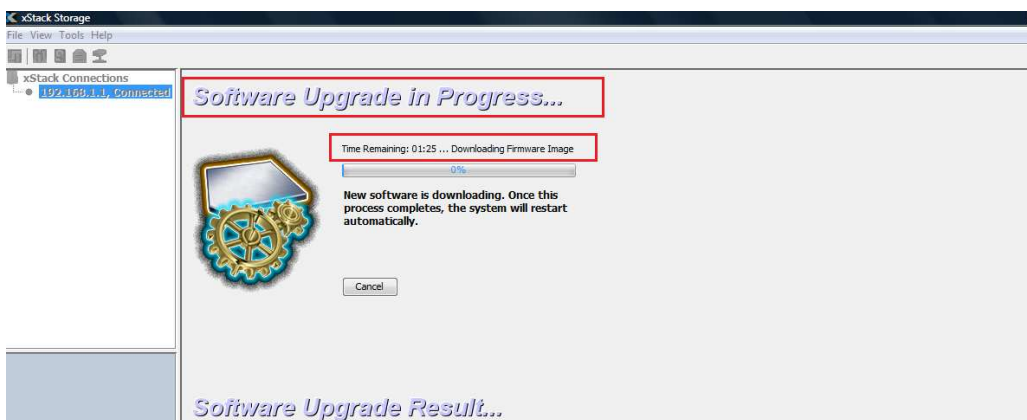 xStack Storage
File View Tools Help
xStack Connections
192.168.1.1, Connected
Software Upgrade in Progress...
Time Remaining: 01:25 ... Downloading Firmware Image
0%
New software is downloading. Once this
process completes, the system will restart
automatically.
Cancel
Software Upgrade Result...